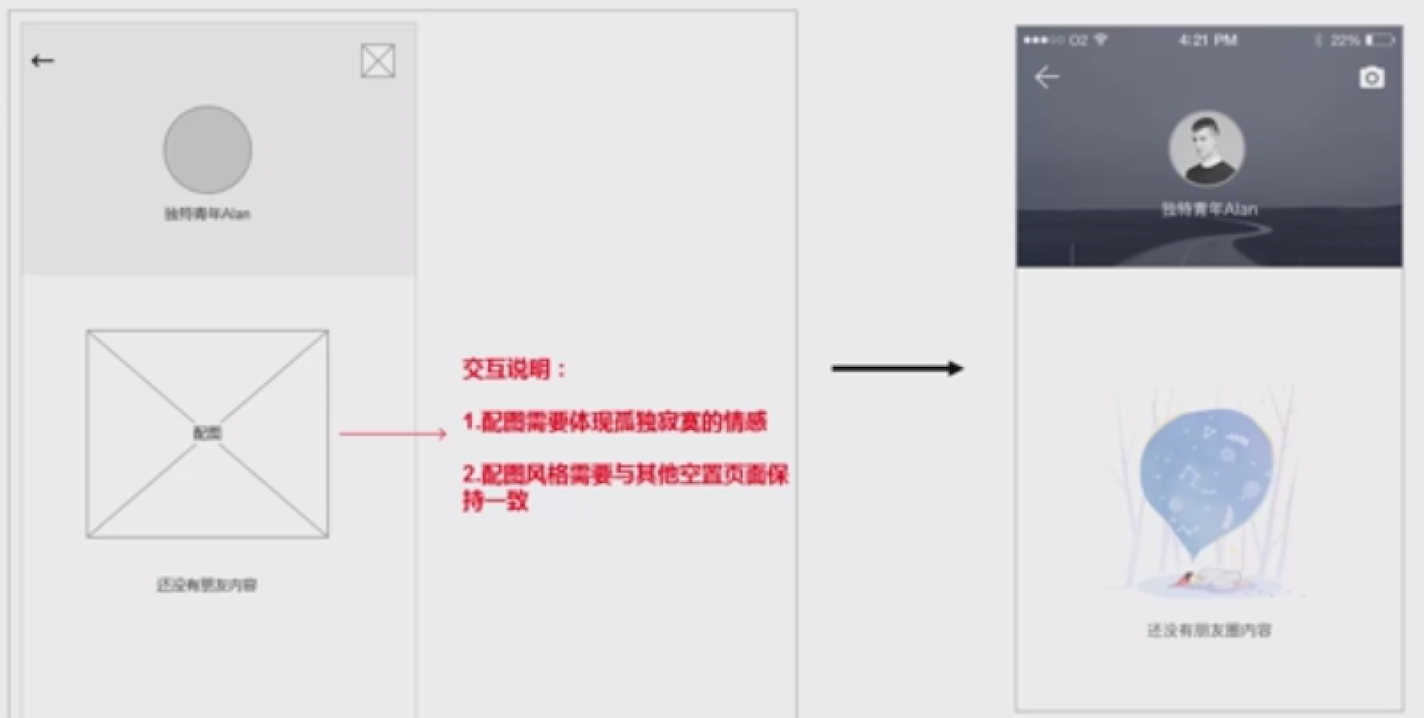 独特青年Alan
配图
还没有朋友内容
交互说明：
1.配图需要体现孤独寂寞的情感
2.配图风格需要与其他空置页面保
持一致
O2 4:21 PM 22%
独特青年Alan
还没有朋友圈内容